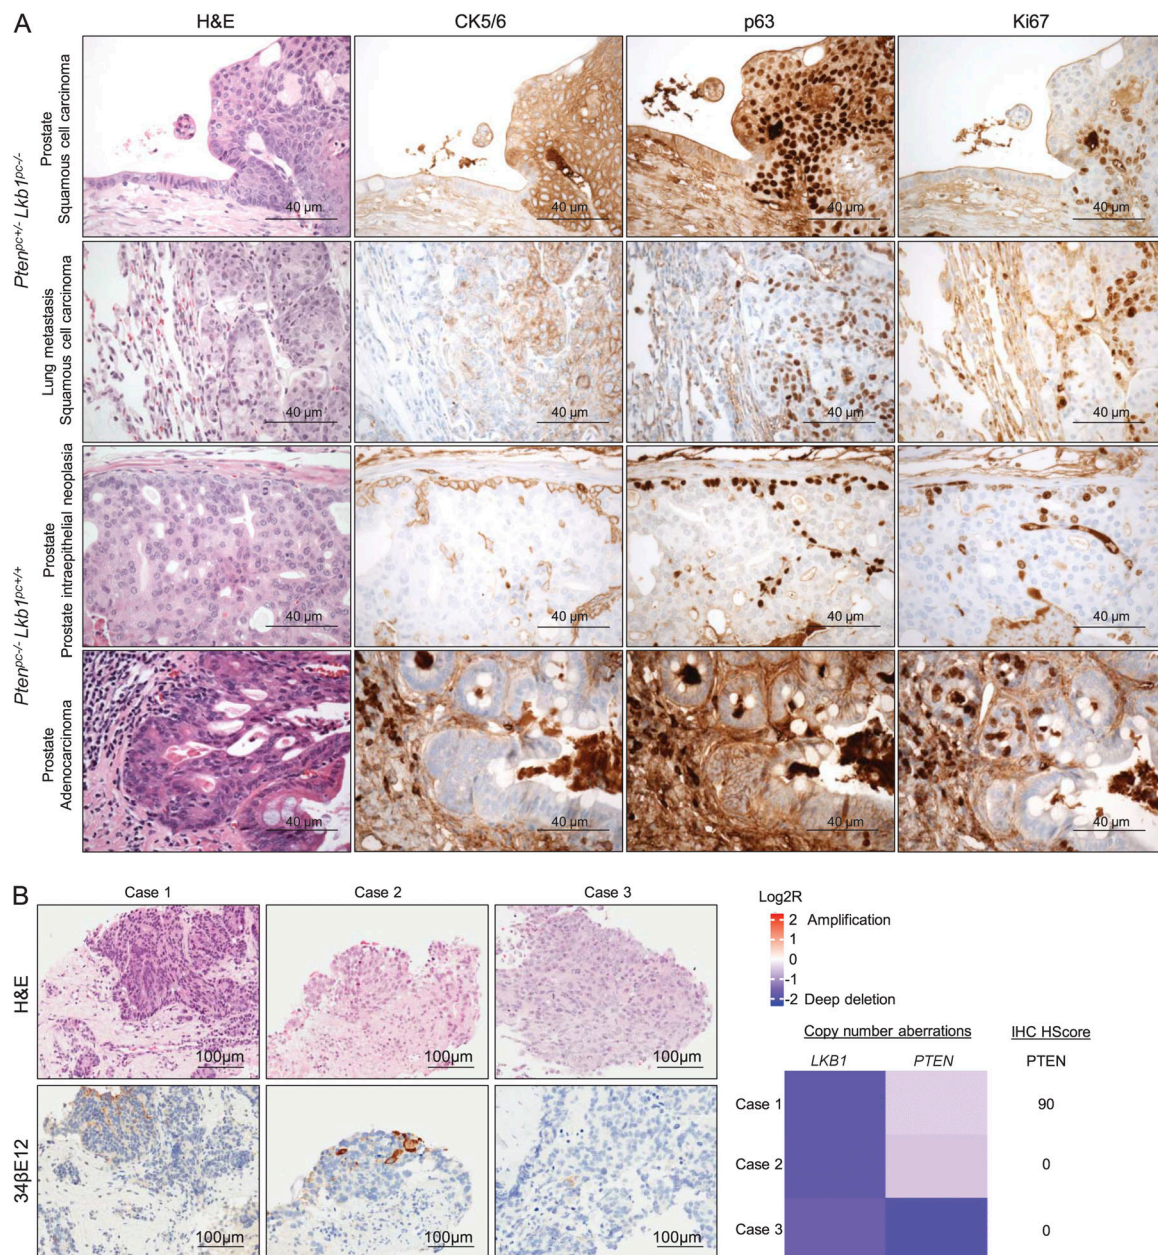 A
H&E CK5/6 p63 Ki67
Pten^pc+/- Lkb1^pc-/-
Prostate
Squamous cell carcinoma
40 µm 40 µm 40 µm 40 µm
Lung metastasis
Squamous cell carcinoma
40 µm 40 µm 40 µm 40 µm
Pten^pc-/- Lkb1^pc+/+
Prostate
Prostate intraepithelial neoplasia
40 µm 40 µm 40 µm 40 µm
Prostate
Adenocarcinoma
40 µm 40 µm 40 µm 40 µm
B
Case 1 Case 2 Case 3
H&E
100µm 100µm 100µm
34βE12
100µm 100µm 100µm
Log2R
2 Amplification
1
0
-1
-2 Deep deletion
Copy number aberrations IHC HScore
LKB1 PTEN PTEN
Case 1 90
Case 2 0
Case 3 0